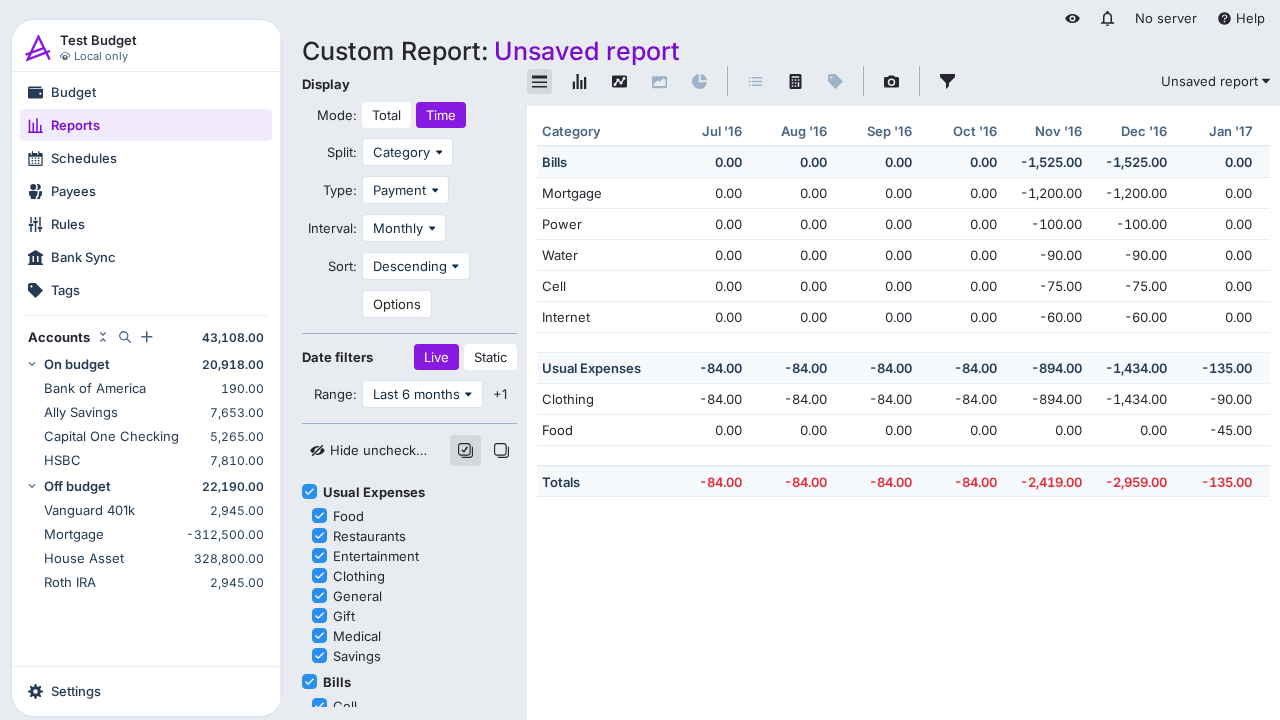 Test Budget
Local only
Budget
Reports
Schedules
Payees
Rules
Bank Sync
Tags
Accounts 43,108.00
On budget 20,918.00
Bank of America 190.00
Ally Savings 7,653.00
Capital One Checking 5,265.00
HSBC 7,810.00
Off budget 22,190.00
Vanguard 401k 2,945.00
Mortgage -312,500.00
House Asset 328,800.00
Roth IRA 2,945.00
Settings
No server Help
Custom Report: Unsaved report
Display
Mode: Total Time
Split: Category
Type: Payment
Interval: Monthly
Sort: Descending
Options
Date filters Live Static
Range: Last 6 months +1
Hide uncheck...
Usual Expenses
Food
Restaurants
Entertainment
Clothing
General
Gift
Medical
Savings
Bills
Cell
Unsaved report
Category Jul '16 Aug '16 Sep '16 Oct '16 Nov '16 Dec '16 Jan '17
Bills 0.00 0.00 0.00 0.00 -1,525.00 -1,525.00 0.00
Mortgage 0.00 0.00 0.00 0.00 -1,200.00 -1,200.00 0.00
Power 0.00 0.00 0.00 0.00 -100.00 -100.00 0.00
Water 0.00 0.00 0.00 0.00 -90.00 -90.00 0.00
Cell 0.00 0.00 0.00 0.00 -75.00 -75.00 0.00
Internet 0.00 0.00 0.00 0.00 -60.00 -60.00 0.00
Usual Expenses -84.00 -84.00 -84.00 -84.00 -894.00 -1,434.00 -135.00
Clothing -84.00 -84.00 -84.00 -84.00 -894.00 -1,434.00 -90.00
Food 0.00 0.00 0.00 0.00 0.00 0.00 -45.00
Totals -84.00 -84.00 -84.00 -84.00 -2,419.00 -2,959.00 -135.00